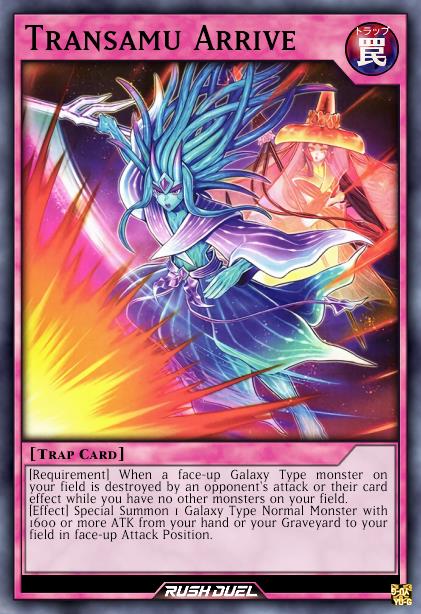 Transamu Arrive
トラップ
罠
[Trap Card]
[Requirement] When a face-up Galaxy Type monster on
your field is destroyed by an opponent's attack or their card
effect while you have no other monsters on your field.
[Effect] Special Summon 1 Galaxy Type Normal Monster with
1600 or more ATK from your hand or your Graveyard to your
field in face-up Attack Position.
RUSH DUEL